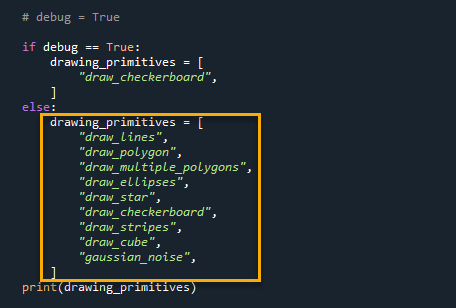 # debug = True
if debug == True:
    drawing_primitives = [
        "draw_checkerboard",
    ]
else:
    drawing_primitives = [
        "draw_lines",
        "draw_polygon",
        "draw_multiple_polygons",
        "draw_ellipses",
        "draw_star",
        "draw_checkerboard",
        "draw_stripes",
        "draw_cube",
        "gaussian_noise",
    ]
print(drawing_primitives)